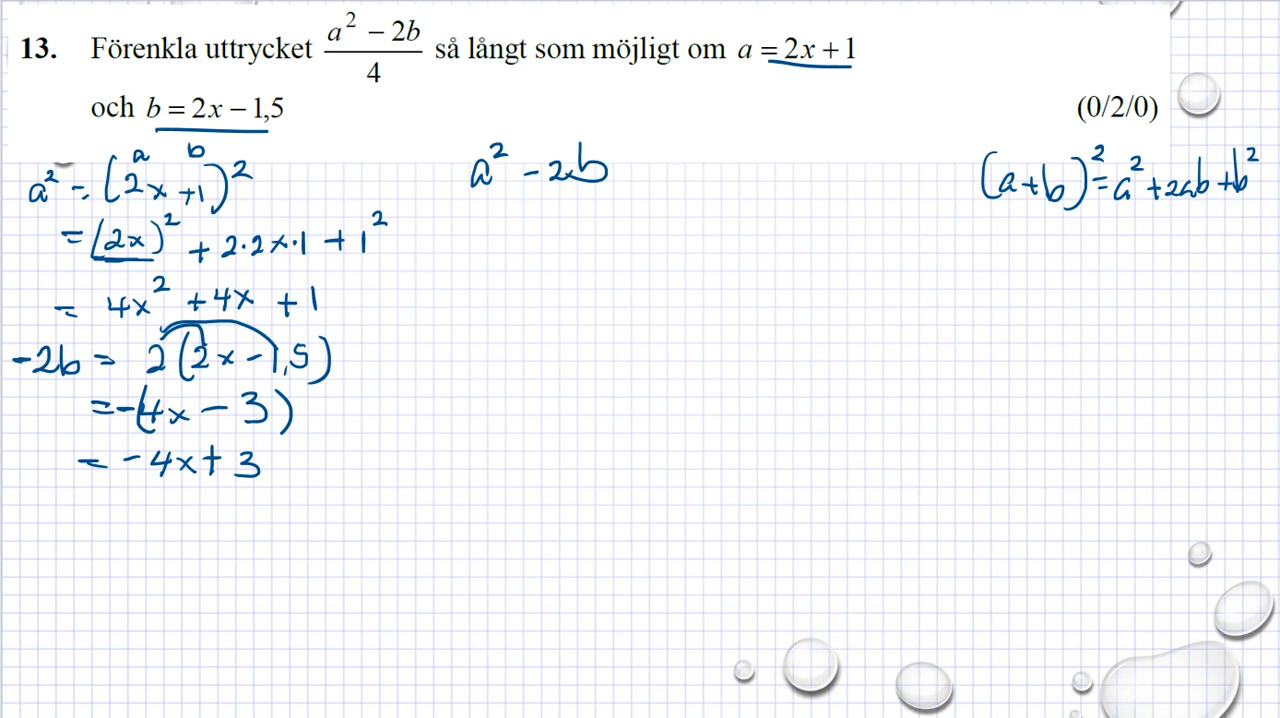 13. Förenkla uttrycket (a² − 2b)/4 så långt som möjligt om a = 2x + 1
och b = 2x − 1,5 (0/2/0)
a b
a² = (2x + 1)²
a² − 2b
(a+b)² = a² + 2ab + b²
= (2x)² + 2·2x·1 + 1²
= 4x² + 4x + 1
-2b = 2(2x − 1,5)
= -(4x − 3)
= -4x + 3